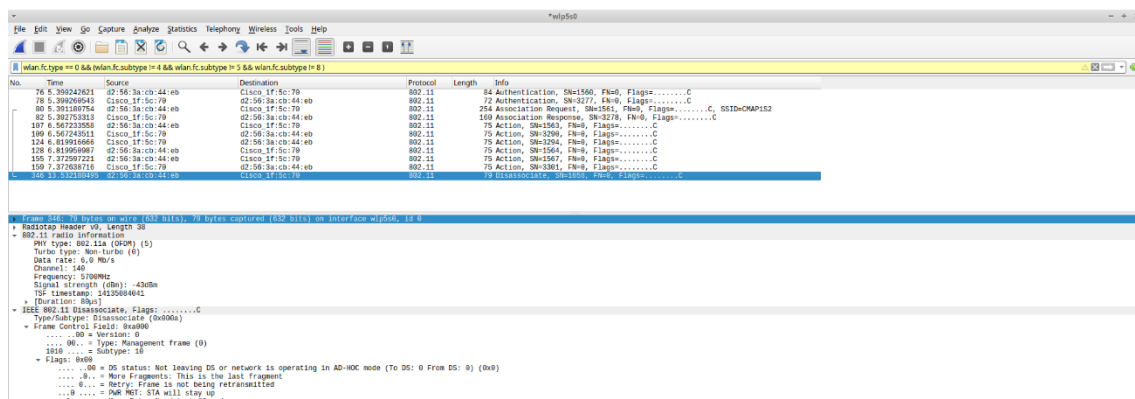 *wlp5s0
File Edit View Go Capture Analyze Statistics Telephony Wireless Tools Help
wlan.fc.type == 0 && (wlan.fc.subtype != 4 && wlan.fc.subtype != 5 && wlan.fc.subtype != 8 )
No. Time Source Destination Protocol Length Info
76 5.390242621 d2:56:3a:cb:44:eb Cisco_1f:5c:70 802.11 84 Authentication, SN=1560, FN=0, Flags=........C
78 5.390260543 Cisco_1f:5c:70 d2:56:3a:cb:44:eb 802.11 72 Authentication, SN=3277, FN=0, Flags=........C
80 5.391180754 d2:56:3a:cb:44:eb Cisco_1f:5c:70 802.11 254 Association Request, SN=1561, FN=0, Flags=........C, SSID=CMAPiS2
82 5.392753313 Cisco_1f:5c:70 d2:56:3a:cb:44:eb 802.11 160 Association Response, SN=3278, FN=0, Flags=........C
107 6.567233558 d2:56:3a:cb:44:eb Cisco_1f:5c:70 802.11 75 Action, SN=1563, FN=0, Flags=........C
109 6.567243511 Cisco_1f:5c:70 d2:56:3a:cb:44:eb 802.11 75 Action, SN=3290, FN=0, Flags=........C
124 6.819916666 Cisco_1f:5c:70 d2:56:3a:cb:44:eb 802.11 75 Action, SN=3294, FN=0, Flags=........C
128 6.819950987 d2:56:3a:cb:44:eb Cisco_1f:5c:70 802.11 75 Action, SN=1564, FN=0, Flags=........C
155 7.372597221 d2:56:3a:cb:44:eb Cisco_1f:5c:70 802.11 75 Action, SN=1567, FN=0, Flags=........C
159 7.372638716 Cisco_1f:5c:70 d2:56:3a:cb:44:eb 802.11 75 Action, SN=3301, FN=0, Flags=........C
346 13.532180495 d2:56:3a:cb:44:eb Cisco_1f:5c:70 802.11 79 Disassociate, FN=0, Flags=........C
Frame 346: 79 bytes on wire (632 bits), 79 bytes captured (632 bits) on interface wlp5s0, id 0
Radiotap Header v0, Length 38
802.11 radio information
PHY type: 802.11a (OFDM) (5)
Turbo type: Non-turbo (0)
Data rate: 6,0 Mb/s
Channel: 140
Frequency: 5700MHz
Signal strength (dBm): -43dBm
TSF timestamp: 14135084041
[Duration: 80µs]
IEEE 802.11 Disassociate, Flags: ........C
Type/Subtype: Disassociate (0x000a)
Frame Control Field: 0xa000
.... ..00 = Version: 0
.... 00.. = Type: Management frame (0)
1010 .... = Subtype: 10
Flags: 0x00
.... ..00 = DS status: Not leaving DS or network is operating in AD-HOC mode (To DS: 0 From DS: 0) (0x0)
.... .0.. = More Fragments: This is the last fragment
.... 0... = Retry: Frame is not being retransmitted
...0 .... = PWR MGT: STA will stay up